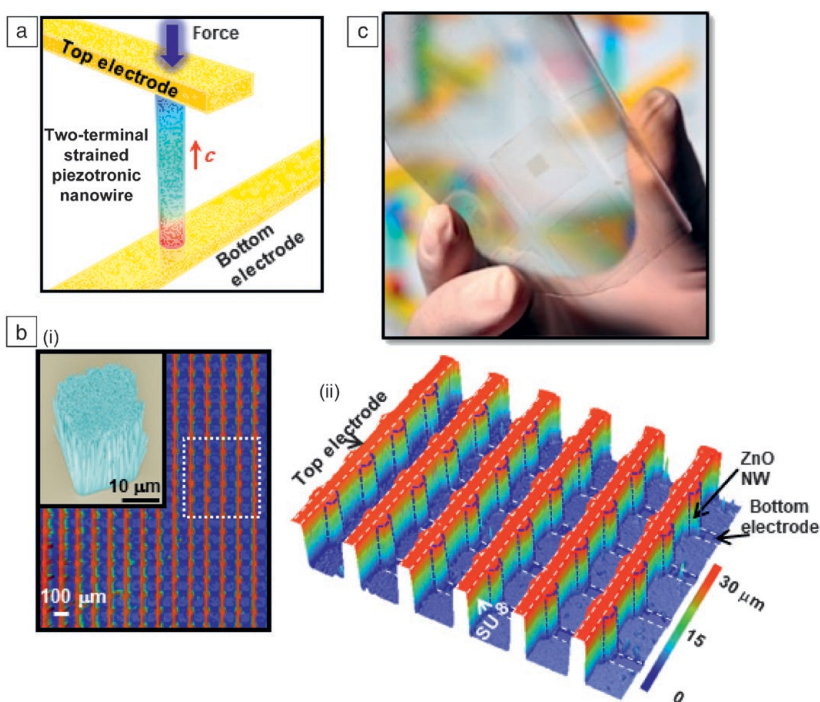 a
Force
Top electrode
Two-terminal
strained
piezotronic
nanowire
c
Bottom
electrode
c
b
(i)
10 μm
100 μm
(ii)
Top electrode
ZnO
NW
Bottom
electrode
SU 8
30 μm
15
0